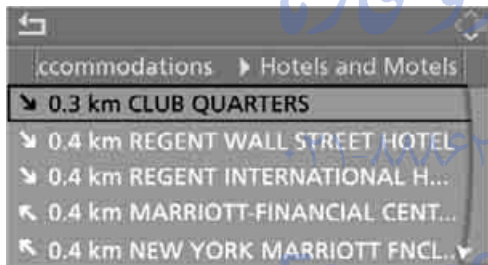 ccommodations ▶ Hotels and Motels
0.3 km CLUB QUARTERS
0.4 km REGENT WALL STREET HOTEL
0.4 km REGENT INTERNATIONAL H...
0.4 km MARRIOTT-FINANCIAL CENT...
0.4 km NEW YORK MARRIOTT FNCL..